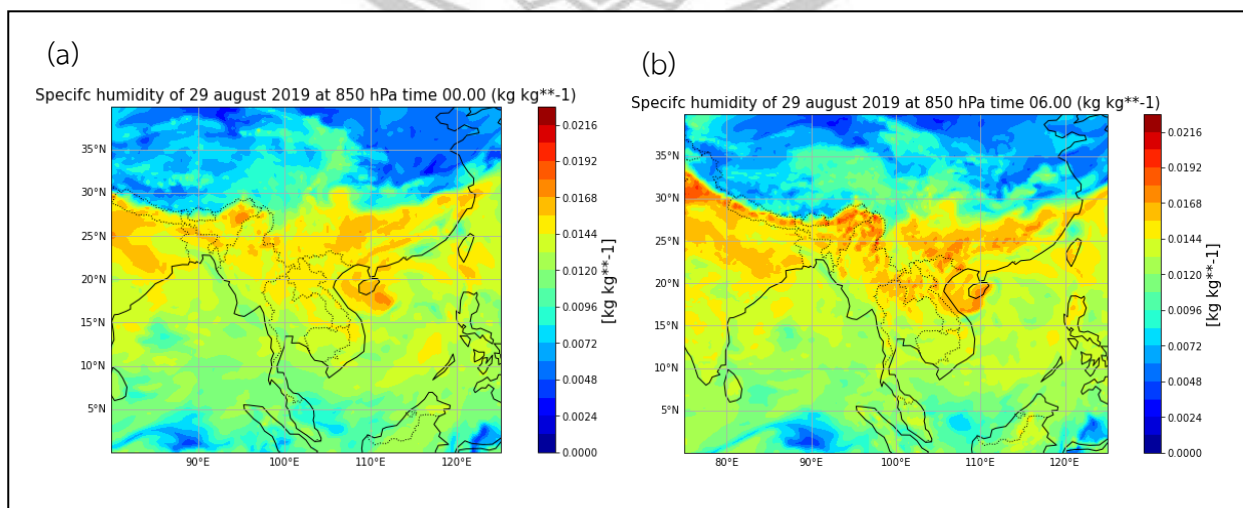 (a)
Specifc humidity of 29 august 2019 at 850 hPa time 00.00 (kg kg**-1)
35°N
30°N
25°N
20°N
15°N
10°N
5°N
90°E 100°E 110°E 120°E
0.0216
0.0192
0.0168
0.0144
0.0120
0.0096
0.0072
0.0048
0.0024
0.0000
[kg kg**-1]
(b)
Specifc humidity of 29 august 2019 at 850 hPa time 06.00 (kg kg**-1)
35°N
30°N
25°N
20°N
15°N
10°N
5°N
80°E 90°E 100°E 110°E 120°E
0.0216
0.0192
0.0168
0.0144
0.0120
0.0096
0.0072
0.0048
0.0024
0.0000
[kg kg**-1]